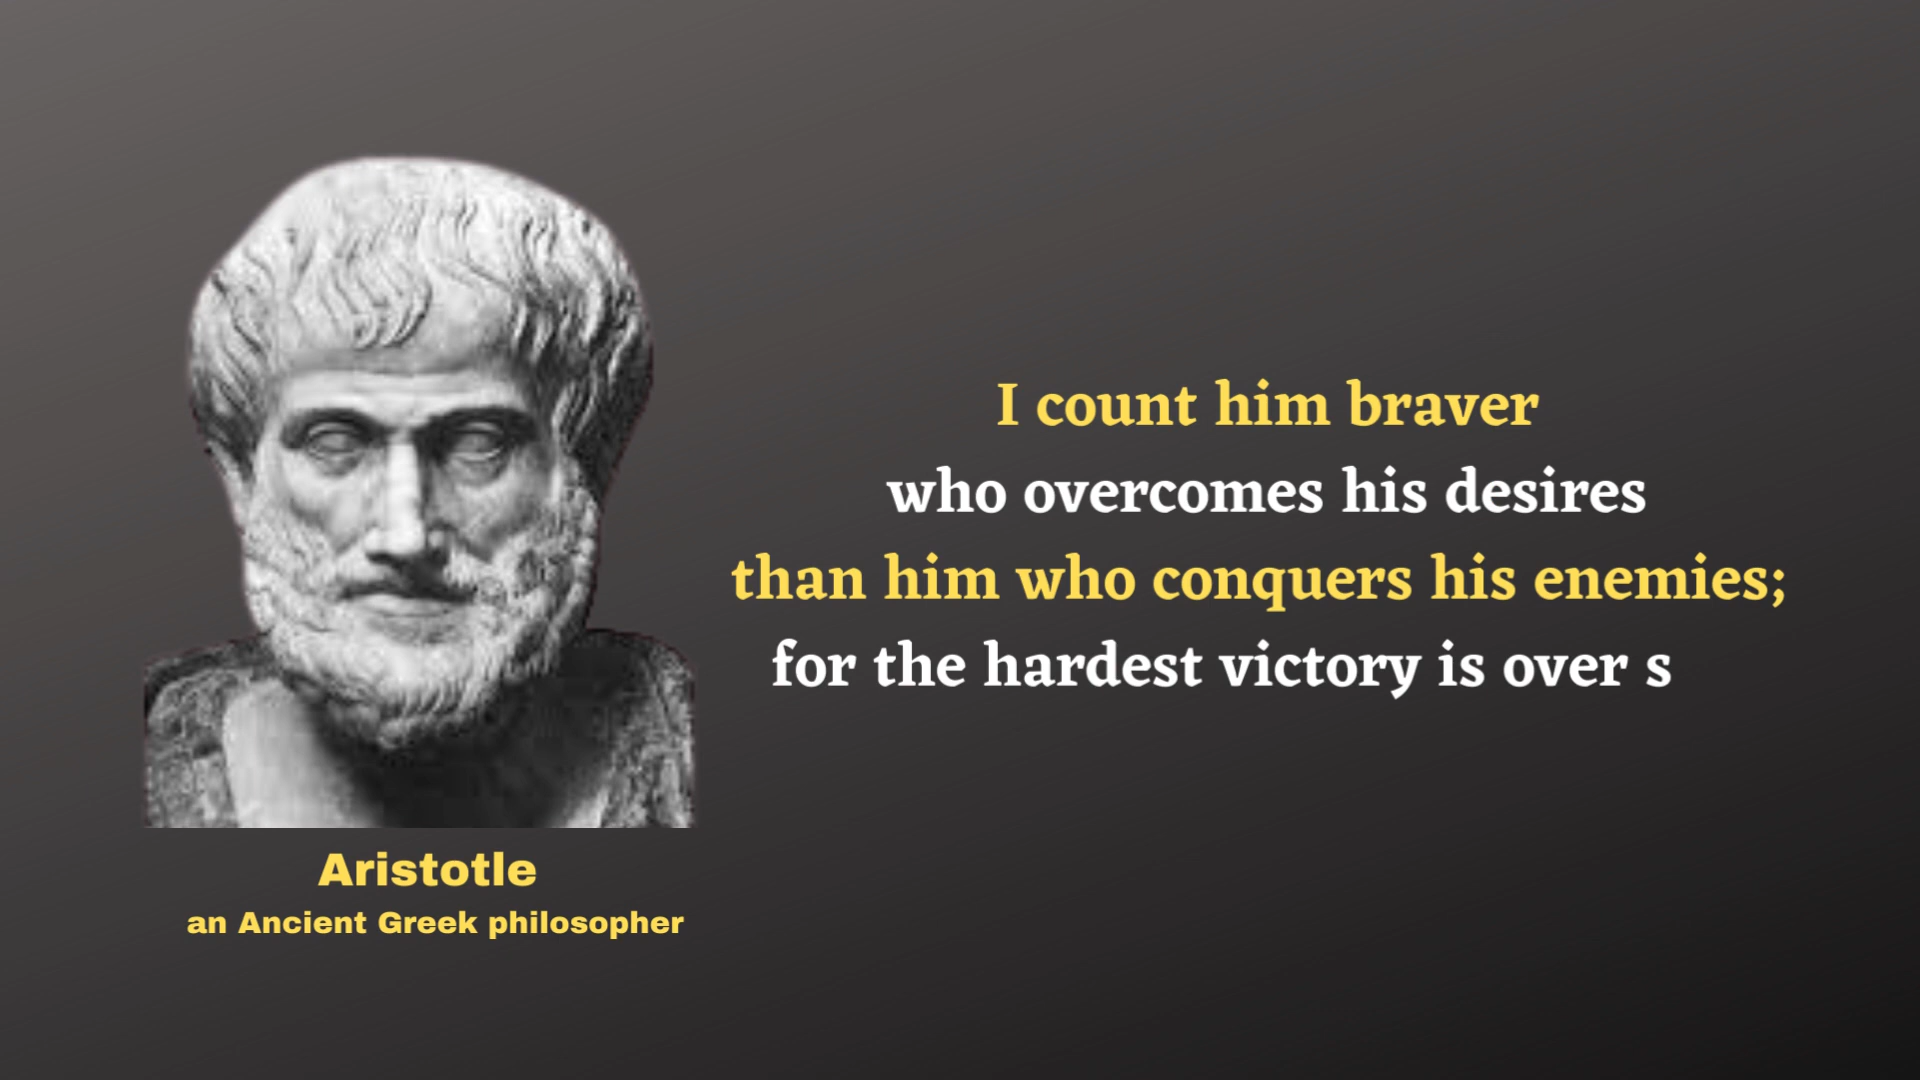 I count him braver
who overcomes his desires
than him who conquers his enemies;
for the hardest victory is over s
Aristotle
an Ancient Greek philosopher